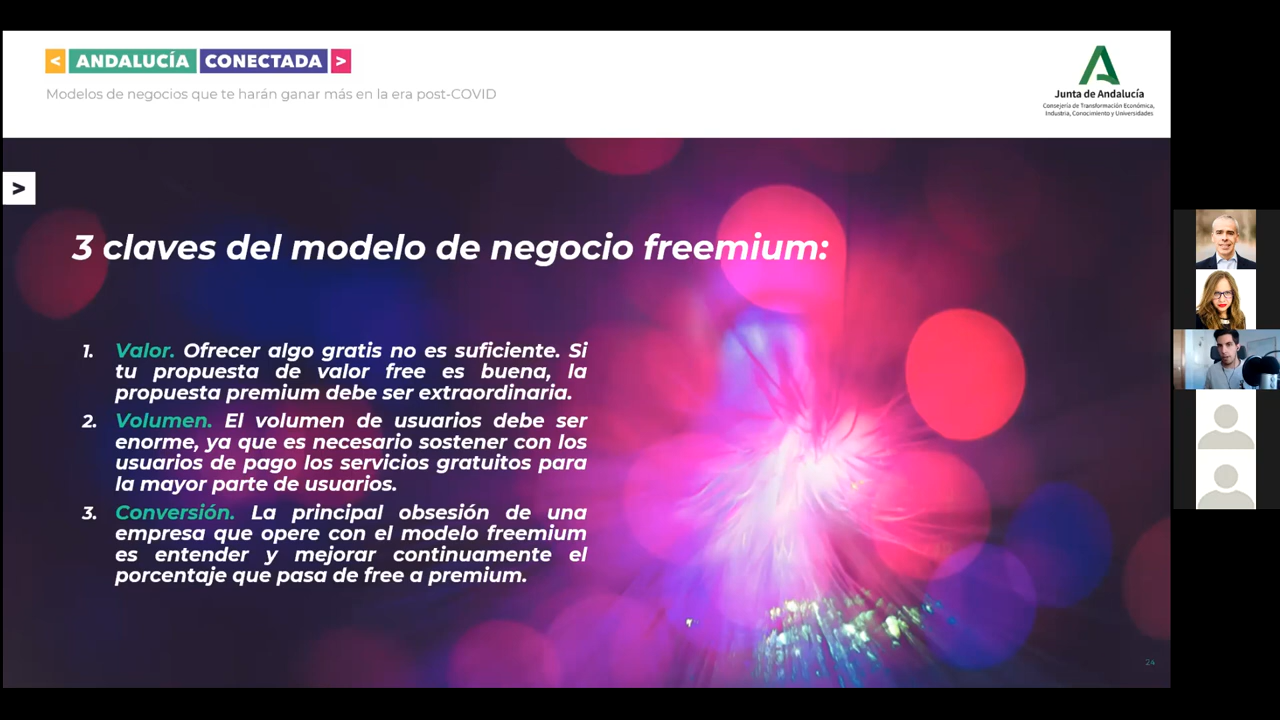 < ANDALUCÍA CONECTADA >
Modelos de negocios que te harán ganar más en la era post-COVID
Junta de Andalucía
Consejería de Transformación Económica,
Industria, Conocimiento y Universidades
>
3 claves del modelo de negocio freemium:
1. Valor. Ofrecer algo gratis no es suficiente. Si
tu propuesta de valor free es buena, la
propuesta premium debe ser extraordinaria.
2. Volumen. El volumen de usuarios debe ser
enorme, ya que es necesario sostener con los
usuarios de pago los servicios gratuitos para
la mayor parte de usuarios.
3. Conversión. La principal obsesión de una
empresa que opere con el modelo freemium
es entender y mejorar continuamente el
porcentaje que pasa de free a premium.
24